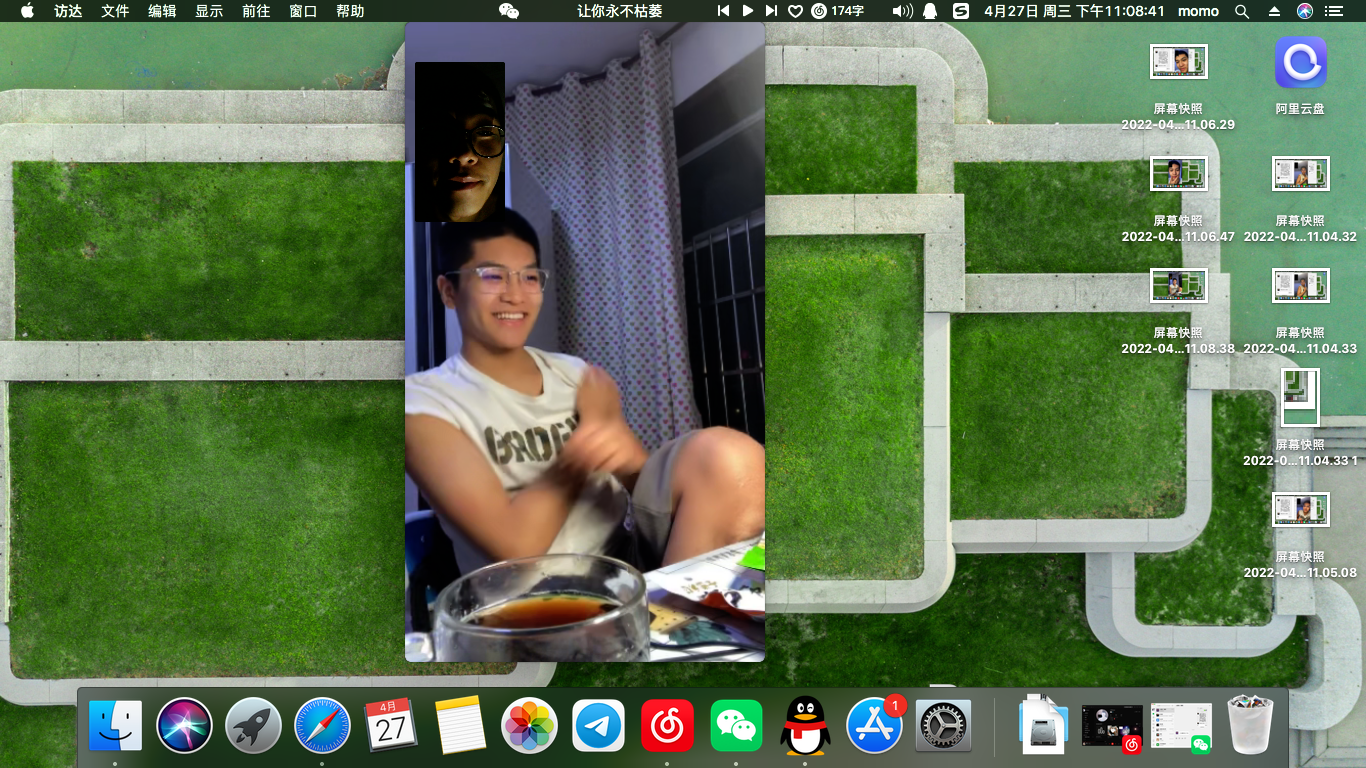 访达 文件 编辑 显示 前往 窗口 帮助 让你永不枯萎 174字 4月27日 周三 下午11:08:41 momo
屏幕快照
2022-04...11.06.29
阿里云盘
屏幕快照
2022-04...11.06.47
屏幕快照
2022-04...11.04.32
屏幕快照
2022-04...11.08.38
屏幕快照
2022-04...11.04.33
屏幕快照
2022-0...11.04.33 1
屏幕快照
2022-04...11.05.08
4月
27
1